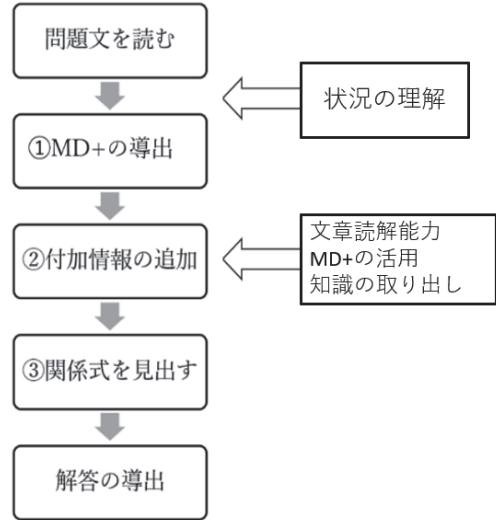 問題文を読む
状況の理解
①MD+の導出
②付加情報の追加
文章読解能力
MD+の活用
知識の取り出し
③関係式を見出す
解答の導出